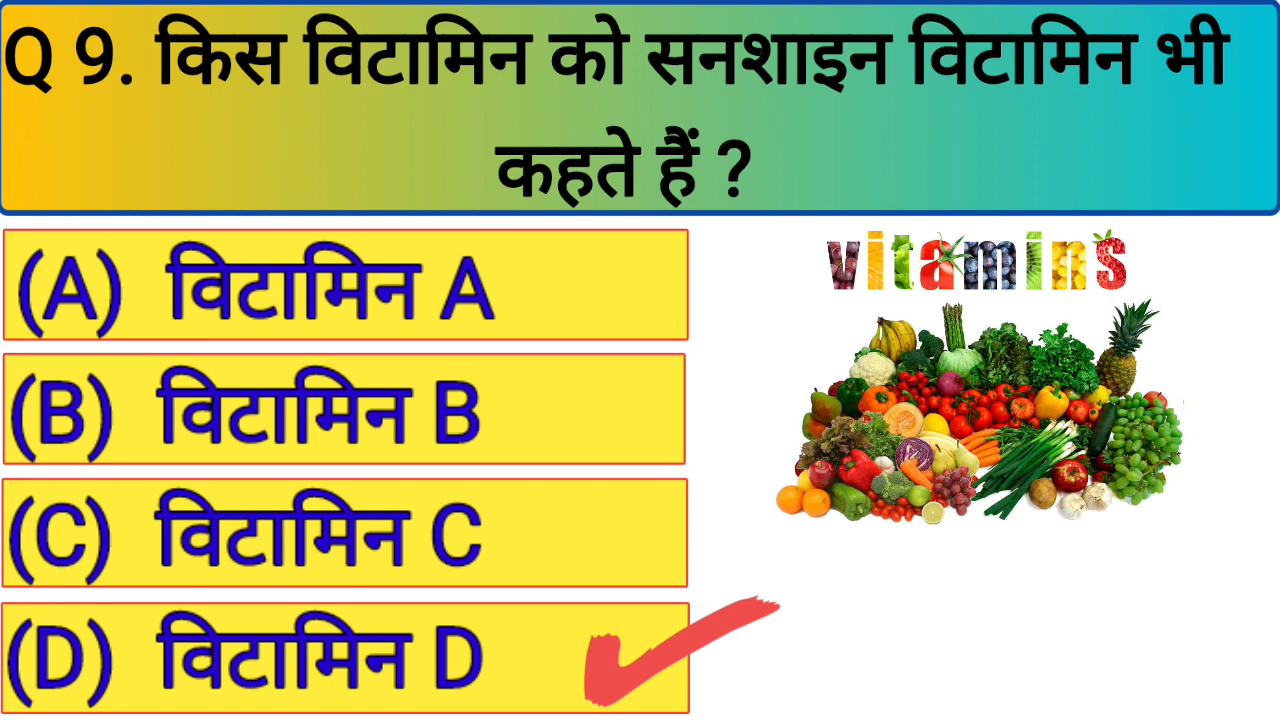 Q 9. किस विटामिन को सनशाइन विटामिन भी
कहते हैं ?
(A) विटामिन A
vitamins
(B) विटामिन B
(C) विटामिन C
(D) विटामिन D